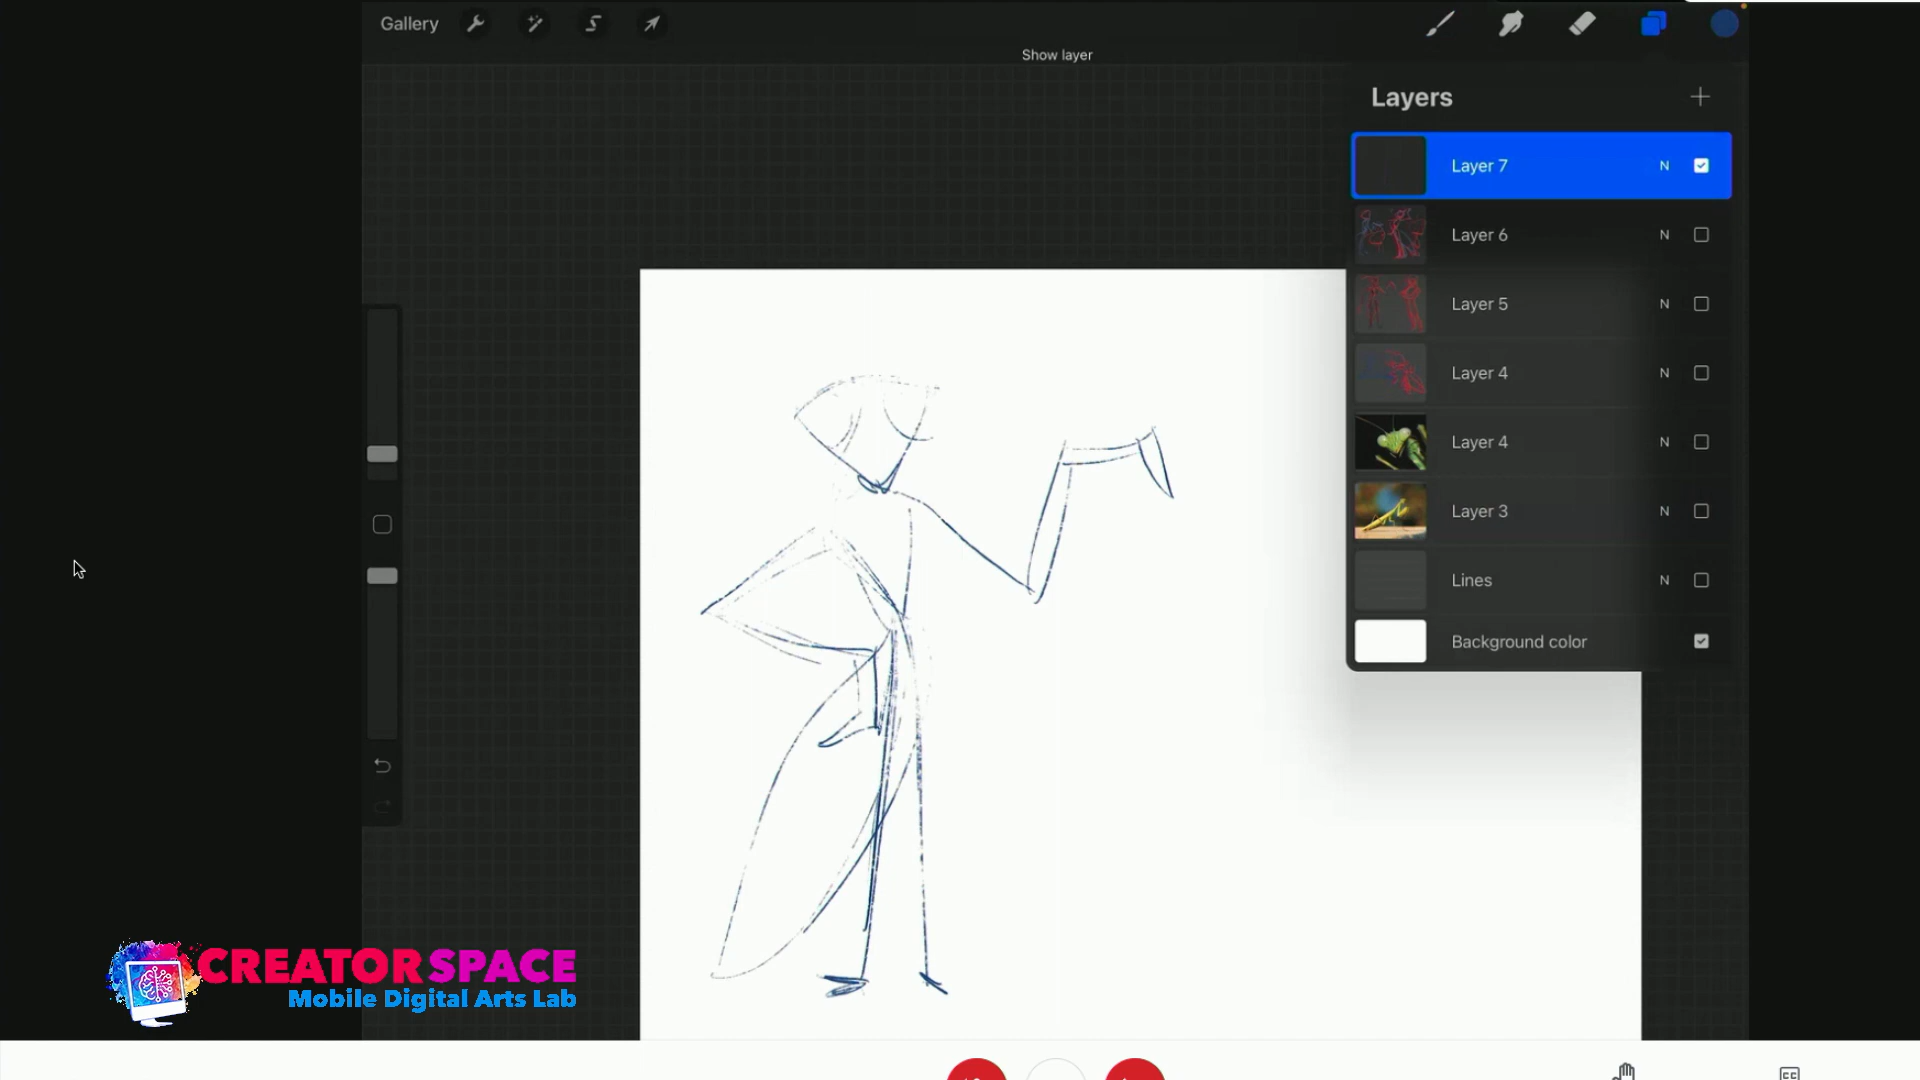 Gallery
Show layer
Layers
Layer 7 N
Layer 6 N
Layer 5 N
Layer 4 N
Layer 4 N
Layer 3 N
Lines N
Background color
CREATORSPACE
Mobile Digital Arts Lab
CC